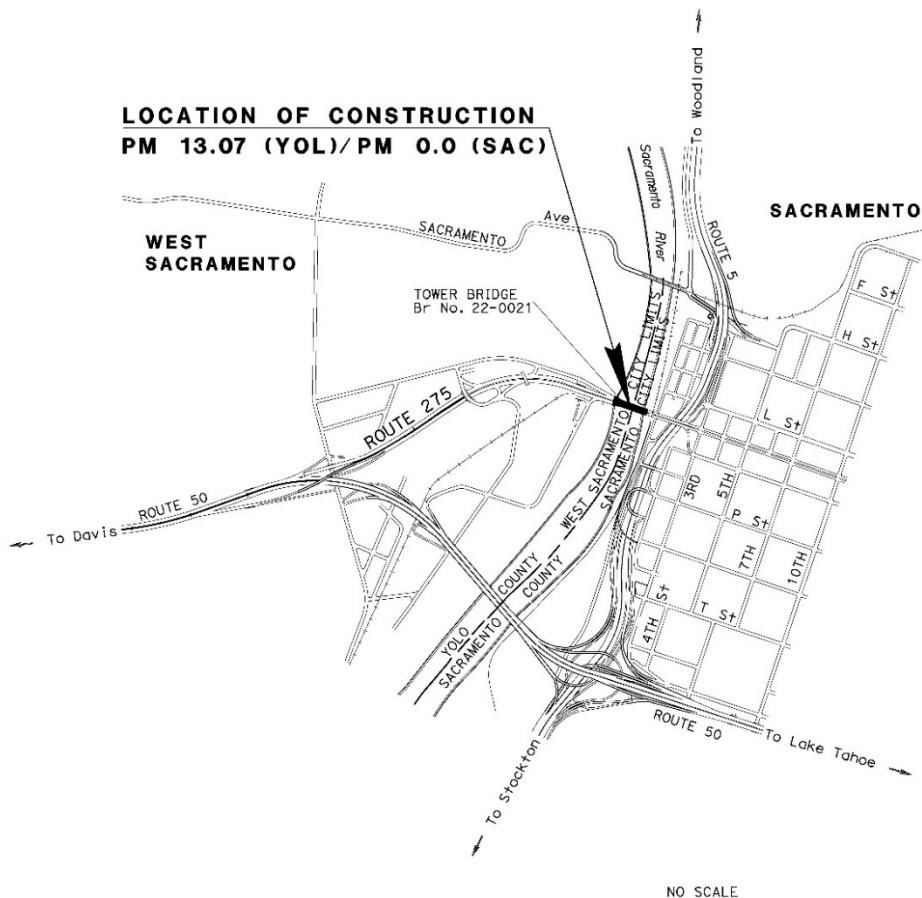 To Woodland
LOCATION OF CONSTRUCTION
PM 13.07 (YOL)/PM 0.0 (SAC)
Sacramento River
SACRAMENTO
WEST
SACRAMENTO
SACRAMENTO Ave
ROUTE 5
TOWER BRIDGE
Br No. 22-0021
F St
H St
CITY LIMITS
CITY LIMITS
ROUTE 275
L St
WEST SACRAMENTO
SACRAMENTO
3RD
5TH
P St
7TH
10TH
ROUTE 50
To Davis
YOLO COUNTY
SACRAMENTO COUNTY
St
T St
4TH
ROUTE 50
To Lake Tahoe
To Stockton
NO SCALE